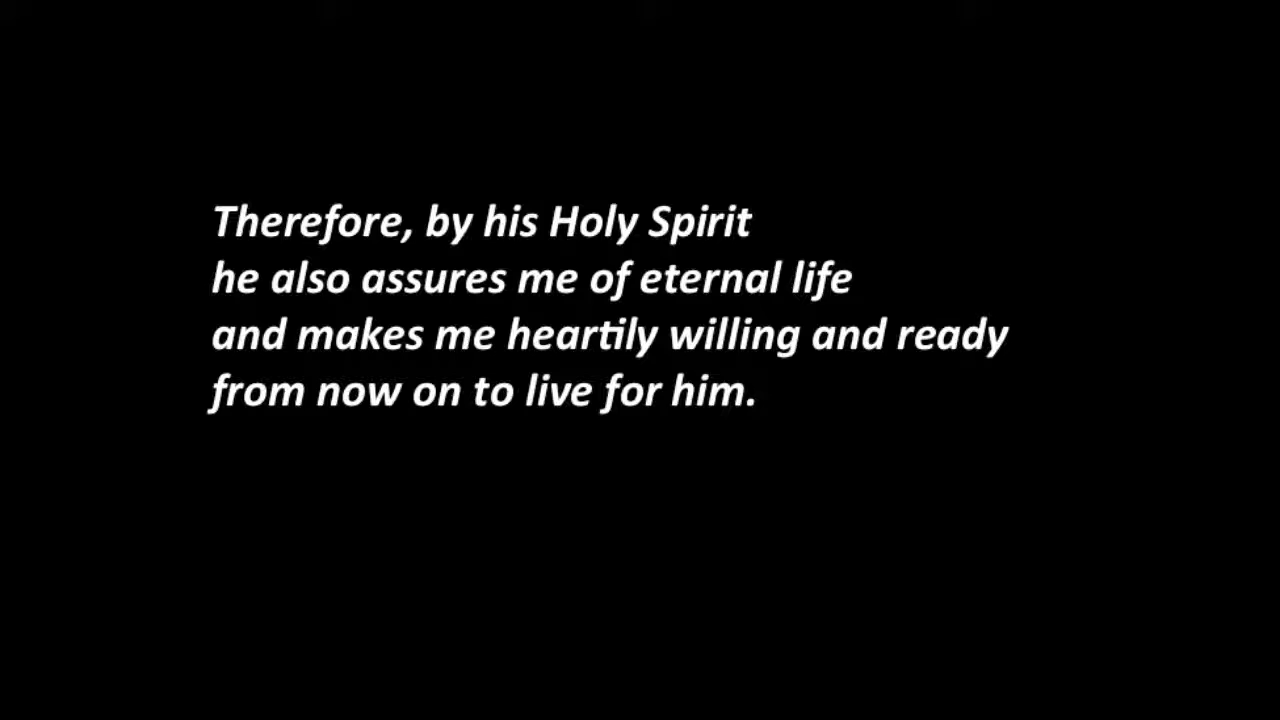 Therefore, by his Holy Spirit
he also assures me of eternal life
and makes me heartily willing and ready
from now on to live for him.